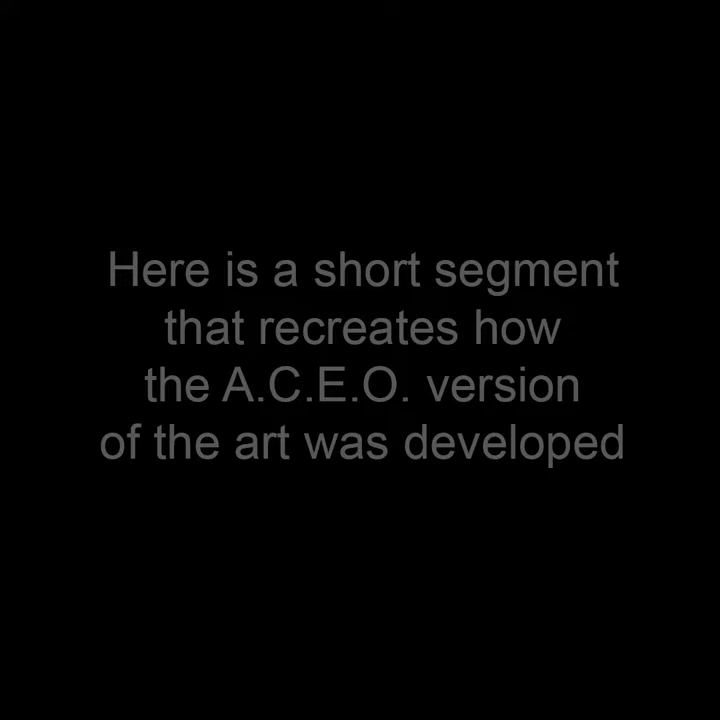 Here is a short segment
that recreates how
the A.C.E.O. version
of the art was developed